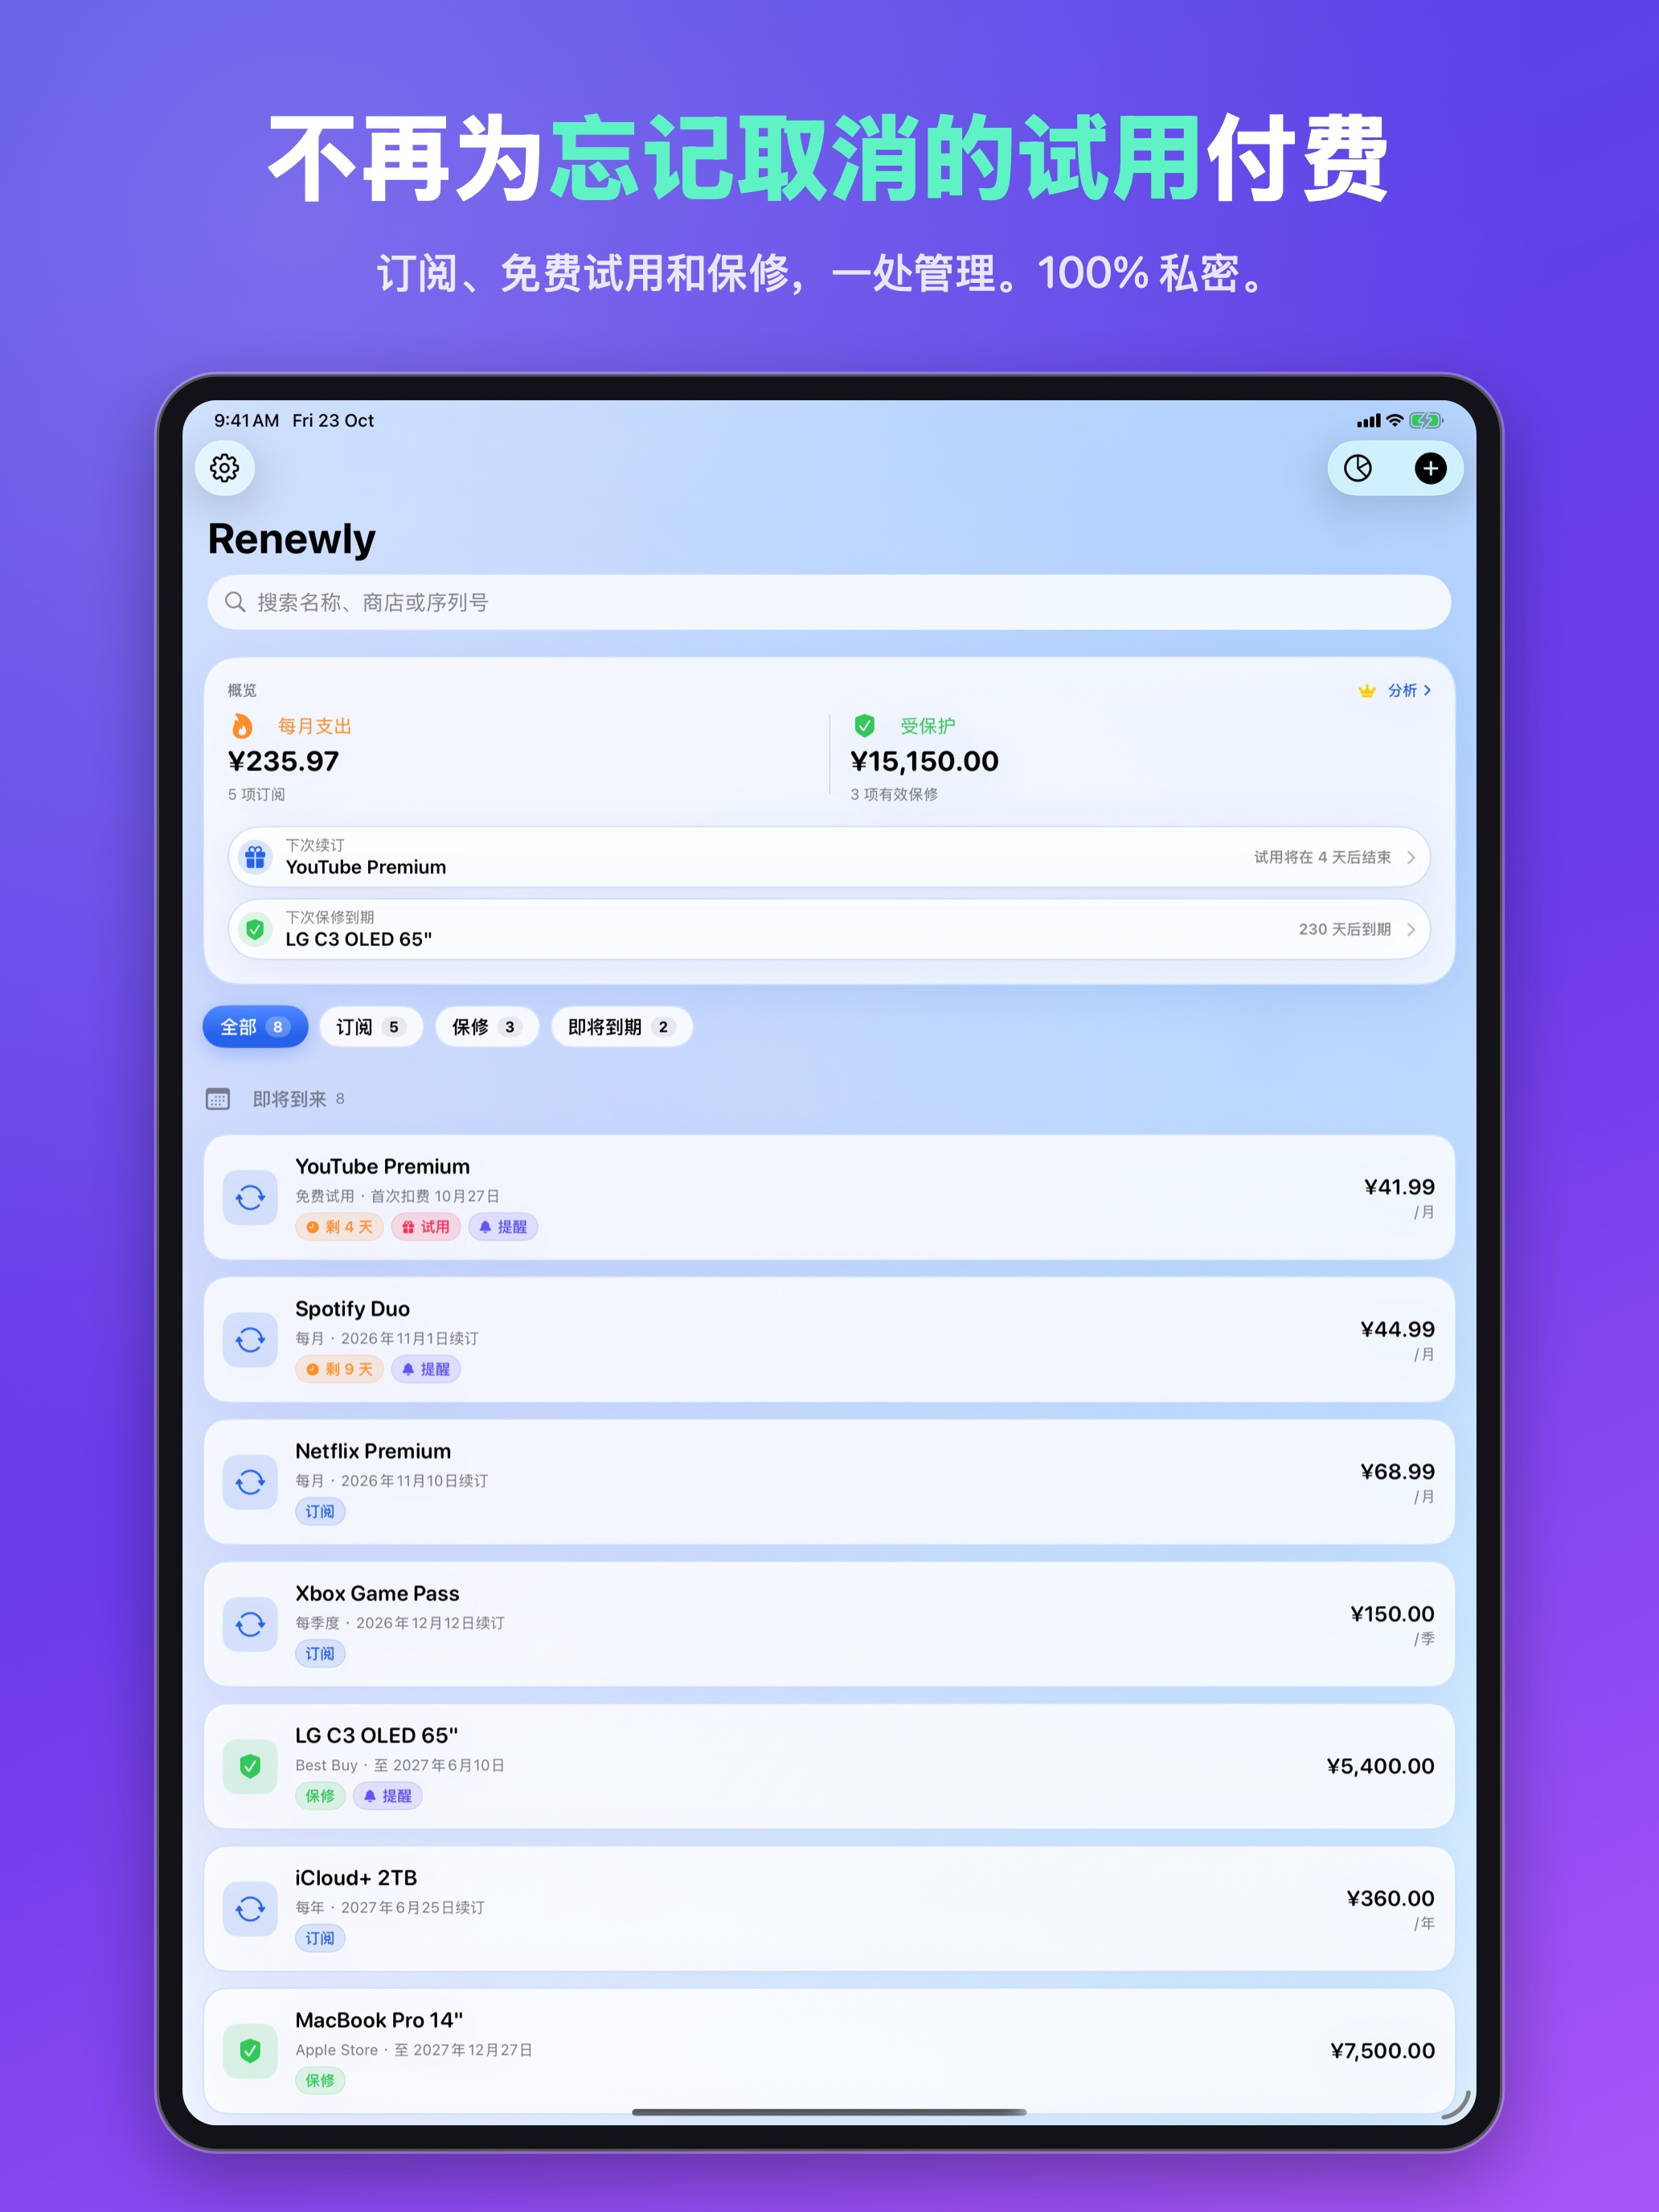 不再为忘记取消的试用付费
订阅、免费试用和保修，一处管理。100% 私密。
9:41 AM Fri 23 Oct
Renewly
搜索名称、商店或序列号
概览 分析
每月支出 受保护
¥235.97 ¥15,150.00
5 项订阅 3 项有效保修
下次续订
YouTube Premium 试用将在 4 天后结束
下次保修到期
LG C3 OLED 65" 230 天后到期
全部 8 订阅 5 保修 3 即将到期 2
即将到来 8
YouTube Premium
¥41.99
免费试用 · 首次扣费 10月27日
/月
剩 4 天 试用 提醒
Spotify Duo
¥44.99
每月 · 2026年11月1日续订
/月
剩 9 天 提醒
Netflix Premium
¥68.99
每月 · 2026年11月10日续订
/月
订阅
Xbox Game Pass
¥150.00
每季度 · 2026年12月12日续订
/季
订阅
LG C3 OLED 65"
Best Buy · 至 2027年6月10日
¥5,400.00
保修 提醒
iCloud+ 2TB
¥360.00
每年 · 2027年6月25日续订
/年
订阅
MacBook Pro 14"
Apple Store · 至 2027年12月27日
¥7,500.00
保修